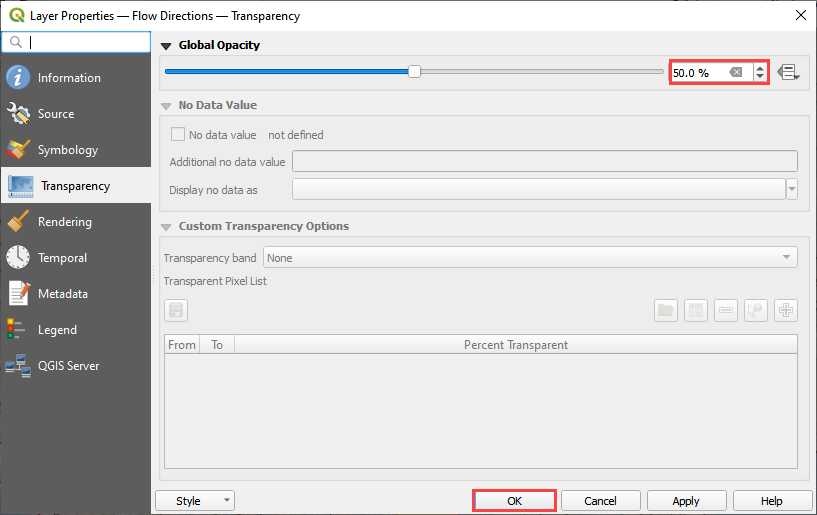 Layer Properties — Flow Directions — Transparency
Information
Source
Symbology
Transparency
Rendering
Temporal
Metadata
Legend
QGIS Server
Global Opacity
50.0 %
No Data Value
No data value not defined
Additional no data value
Display no data as
Custom Transparency Options
Transparency band None
Transparent Pixel List
From To Percent Transparent
Style OK Cancel Apply Help